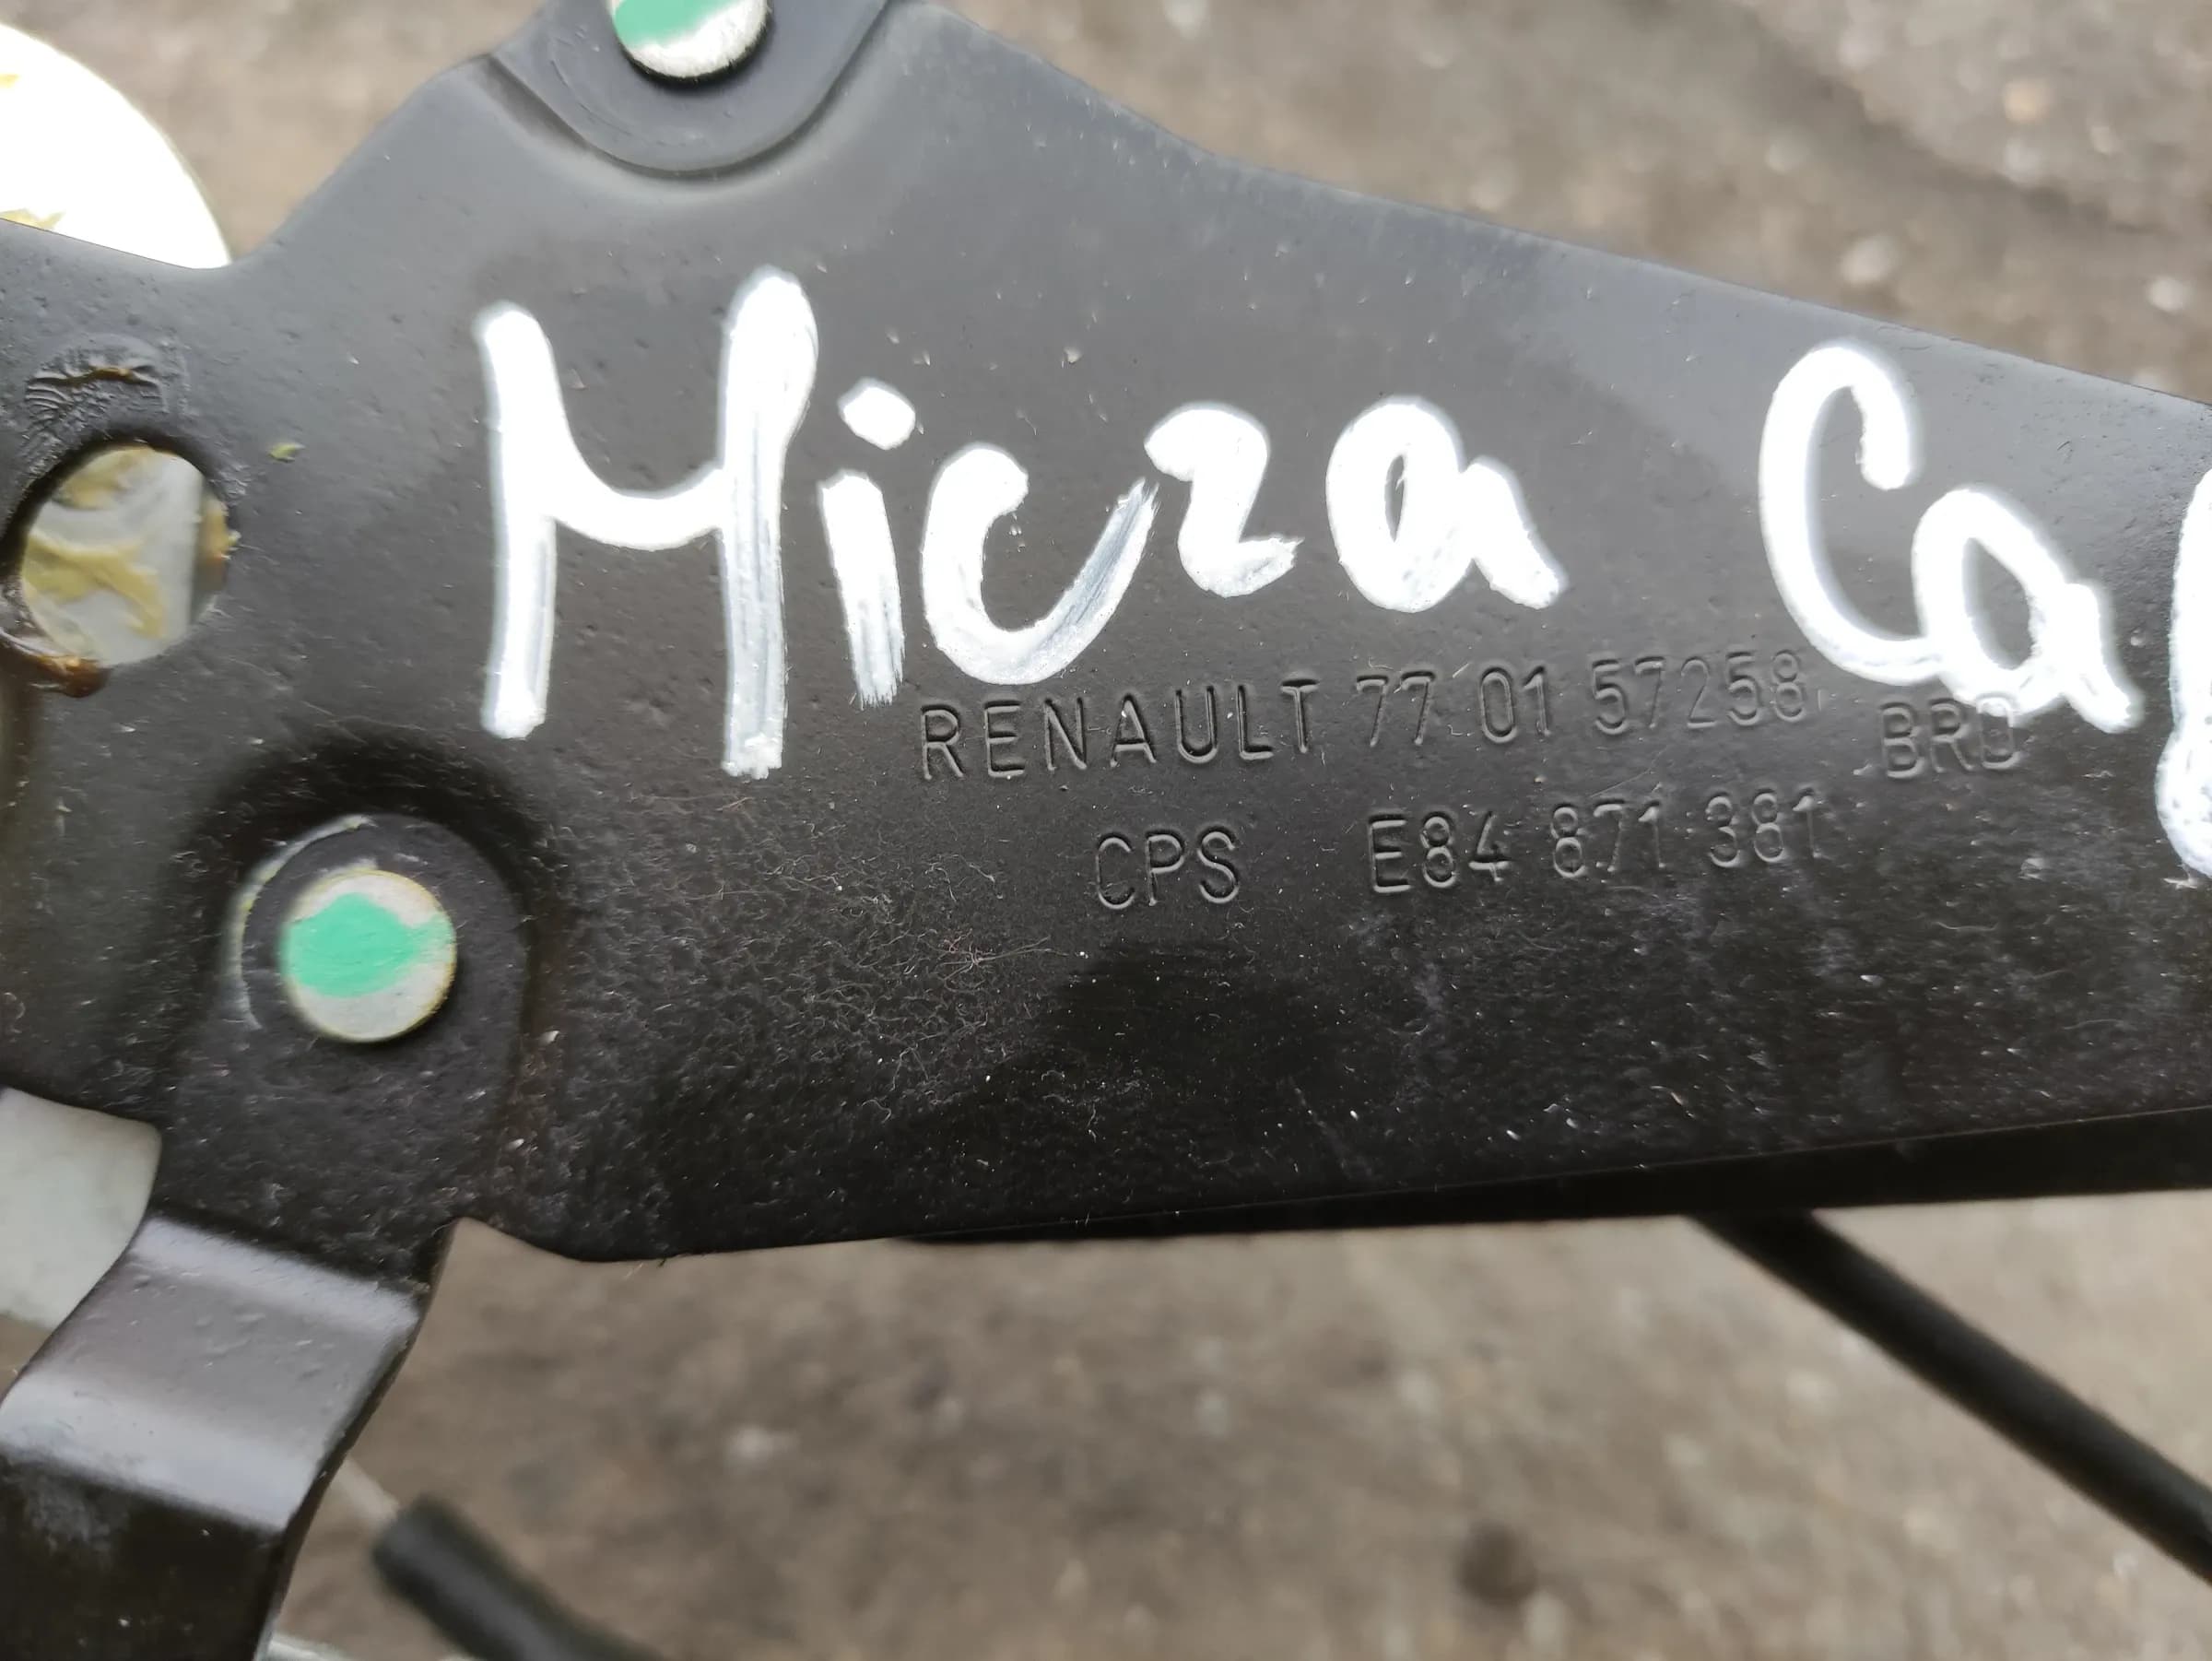 Micra Ca
RENAULT 77 01 57258 BRD
CPS E84 871 381